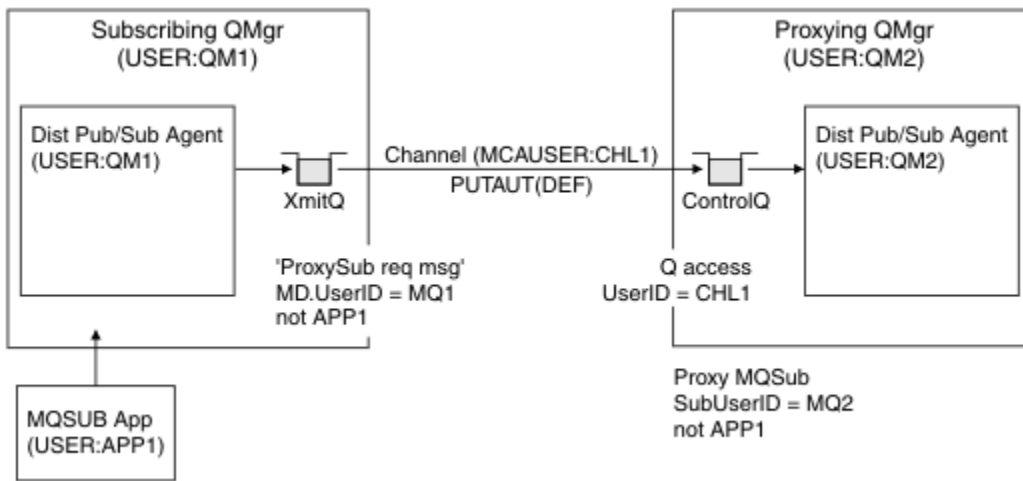 Subscribing QMgr
(USER:QM1)
Dist Pub/Sub Agent
(USER:QM1)
XmitQ
'ProxySub req msg'
MD.UserID = MQ1
not APP1
MQSUB App
(USER:APP1)
Channel (MCAUSER:CHL1)
PUTAUT(DEF)
Proxying QMgr
(USER:QM2)
ControlQ
Dist Pub/Sub Agent
(USER:QM2)
Q access
UserID = CHL1
Proxy MQSub
SubUserID = MQ2
not APP1